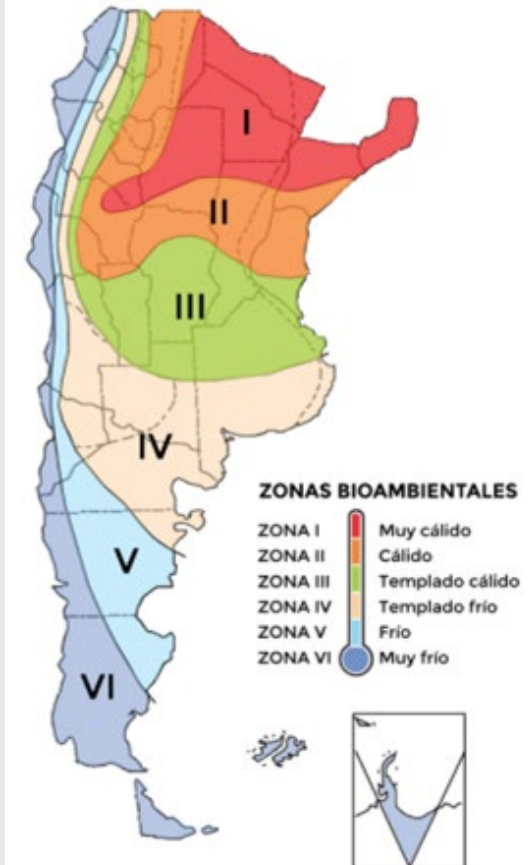 I
II
III
IV
V
VI
ZONAS BIOAMBIENTALES
ZONA I Muy cálido
ZONA II Cálido
ZONA III Templado cálido
ZONA IV Templado frío
ZONA V Frío
ZONA VI Muy frío